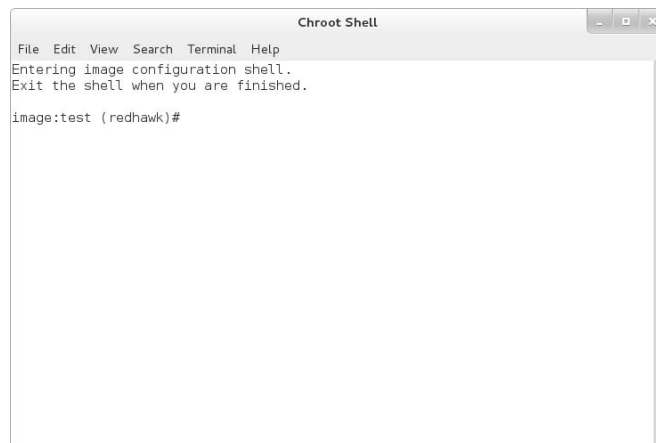 Chroot Shell
File Edit View Search Terminal Help
Entering image configuration shell.
Exit the shell when you are finished.
image:test (redhawk)#